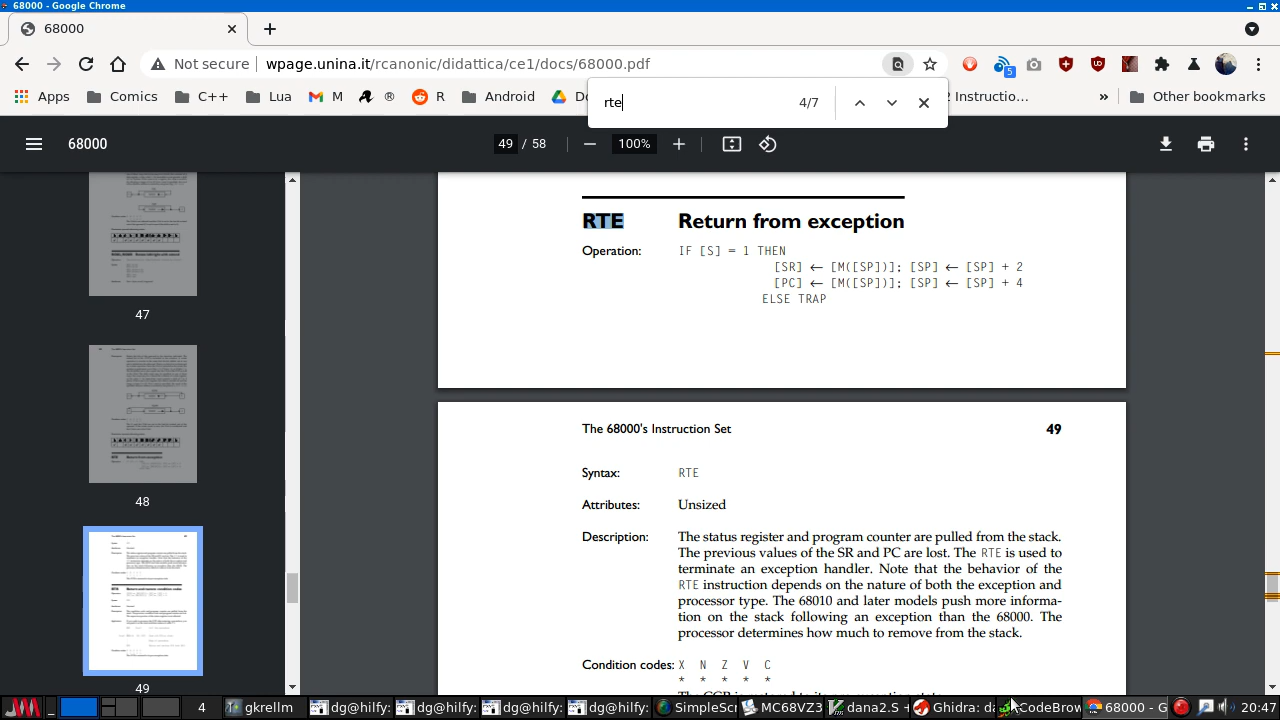 68000 - Google Chrome
68000
Not secure
wpage.unina.it/rcanonic/didattica/ce1/docs/68000.pdf
5
Apps
Cocoa
C++
Lua
M
®
R
Android
Instructio…
»
Other bookmarks
rte
4/7
68000
49 / 58
100%
47
48
49
RTE Return from exception
Operation: IF [S] = 1 THEN
[SR] ← [M([SP])]; [SP] ← [SP] + 2
[PC] ← [M([SP])]; [SP] ← [SP] + 4
ELSE TRAP
The 68000's Instruction Set 49
Syntax: RTE
Attributes: Unsized
Description: The status register and program counter are pulled from the stack.
The previous values of the SR and PC are lost. The RTE is used to
terminate an exception handler. Note that the behavior of the
RTE instruction depends on the nature of both the exception and
processor type. The 68010 and later models push more informa-
tion on the stack following an exception than the 68000. The
processor determines how much to remove from the stack.
Condition codes: X N Z V C
* * * * *
4
gkrellm
dg@hilfy:
dg@hilfy:
dg@hilfy:
dg@hilfy:
SimpleScr
MC68VZ3
dana2.S +
Ghidra: da
CodeBrow
68000 - G
20:47